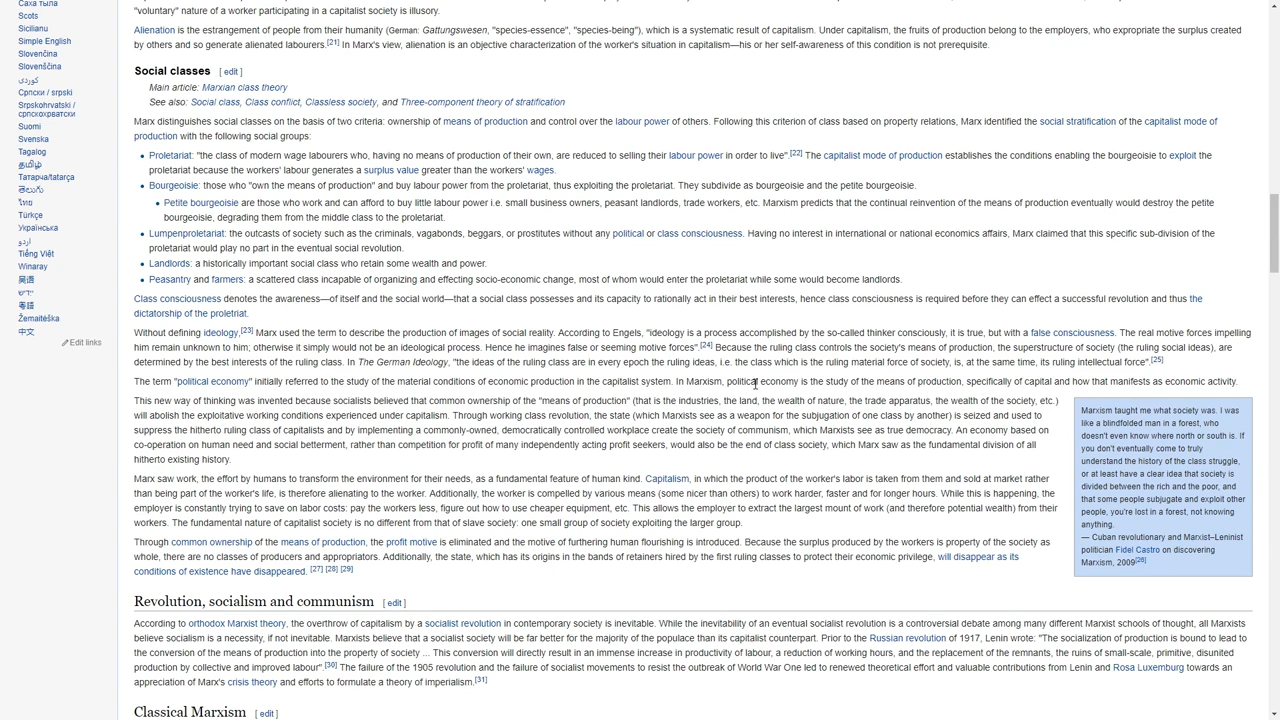 Саха тыла
Scots
Sicilianu
Simple English
Slovenčina
Slovenščina
کوردی
Српски / srpski
Srpskohrvatski /
српскохрватски
Suomi
Svenska
Tagalog
தமிழ்
Татарча/tatarça
తెలుగు
ไทย
Türkçe
Українська
اردو
Tiếng Việt
Winaray
吴语
ייִדיש
粵語
Žemaitėška
中文
Edit links
"voluntary" nature of a worker participating in a capitalist society is illusory.
Alienation is the estrangement of people from their humanity (German: Gattungswesen, "species-essence", "species-being"), which is a systematic result of capitalism. Under capitalism, the fruits of production belong to the employers, who expropriate the surplus created
by others and so generate alienated labourers.[21] In Marx's view, alienation is an objective characterization of the worker's situation in capitalism—his or her self-awareness of this condition is not prerequisite.
Social classes [ edit ]
Main article: Marxian class theory
See also: Social class, Class conflict, Classless society, and Three-component theory of stratification
Marx distinguishes social classes on the basis of two criteria: ownership of means of production and control over the labour power of others. Following this criterion of class based on property relations, Marx identified the social stratification of the capitalist mode of
production with the following social groups:
• Proletariat: "the class of modern wage labourers who, having no means of production of their own, are reduced to selling their labour power in order to live".[22] The capitalist mode of production establishes the conditions enabling the bourgeoisie to exploit the
proletariat because the workers' labour generates a surplus value greater than the workers' wages.
• Bourgeoisie: those who "own the means of production" and buy labour power from the proletariat, thus exploiting the proletariat. They subdivide as bourgeoisie and the petite bourgeoisie.
• Petite bourgeoisie are those who work and can afford to buy little labour power i.e. small business owners, peasant landlords, trade workers, etc. Marxism predicts that the continual reinvention of the means of production eventually would destroy the petite
bourgeoisie, degrading them from the middle class to the proletariat.
• Lumpenproletariat: the outcasts of society such as the criminals, vagabonds, beggars, or prostitutes without any political or class consciousness. Having no interest in international or national economics affairs, Marx claimed that this specific sub-division of the
proletariat would play no part in the eventual social revolution.
• Landlords: a historically important social class who retain some wealth and power.
• Peasantry and farmers: a scattered class incapable of organizing and effecting socio-economic change, most of whom would enter the proletariat while some would become landlords.
Class consciousness denotes the awareness—of itself and the social world—that a social class possesses and its capacity to rationally act in their best interests, hence class consciousness is required before they can effect a successful revolution and thus the
dictatorship of the proletriat.
Without defining ideology,[23] Marx used the term to describe the production of images of social reality. According to Engels, "ideology is a process accomplished by the so-called thinker consciously, it is true, but with a false consciousness. The real motive forces impelling
him remain unknown to him; otherwise it simply would not be an ideological process. Hence he imagines false or seeming motive forces".[24] Because the ruling class controls the society's means of production, the superstructure of society (the ruling social ideas), are
determined by the best interests of the ruling class. In The German Ideology, "the ideas of the ruling class are in every epoch the ruling ideas, i.e. the class which is the ruling material force of society, is, at the same time, its ruling intellectual force".[25]
The term "political economy" initially referred to the study of the material conditions of economic production in the capitalist system. In Marxism, political economy is the study of the means of production, specifically of capital and how that manifests as economic activity.
This new way of thinking was invented because socialists believed that common ownership of the "means of production" (that is the industries, the land, the wealth of nature, the trade apparatus, the wealth of the society, etc.)
will abolish the exploitative working conditions experienced under capitalism. Through working class revolution, the state (which Marxists see as a weapon for the subjugation of one class by another) is seized and used to
suppress the hitherto ruling class of capitalists and by implementing a commonly-owned, democratically controlled workplace create the society of communism, which Marxists see as true democracy. An economy based on
co-operation on human need and social betterment, rather than competition for profit of many independently acting profit seekers, would also be the end of class society, which Marx saw as the fundamental division of all
hitherto existing history.
Marx saw work, the effort by humans to transform the environment for their needs, as a fundamental feature of human kind. Capitalism, in which the product of the worker's labor is taken from them and sold at market rather
than being part of the worker's life, is therefore alienating to the worker. Additionally, the worker is compelled by various means (some nicer than others) to work harder, faster and for longer hours. While this is happening, the
employer is constantly trying to save on labor costs: pay the workers less, figure out how to use cheaper equipment, etc. This allows the employer to extract the largest mount of work (and therefore potential wealth) from their
workers. The fundamental nature of capitalist society is no different from that of slave society: one small group of society exploiting the larger group.
Through common ownership of the means of production, the profit motive is eliminated and the motive of furthering human flourishing is introduced. Because the surplus produced by the workers is property of the society as
whole, there are no classes of producers and appropriators. Additionally, the state, which has its origins in the bands of retainers hired by the first ruling classes to protect their economic privilege, will disappear as its
conditions of existence have disappeared. [27] [28] [29]
Marxism taught me what society was. I was
like a blindfolded man in a forest, who
doesn't even know where north or south is. If
you don't eventually come to truly
understand the history of the class struggle,
or at least have a clear idea that society is
divided between the rich and the poor, and
that some people subjugate and exploit other
people, you're lost in a forest, not knowing
anything.
— Cuban revolutionary and Marxist–Leninist
politician Fidel Castro on discovering
Marxism, 2009[26]
Revolution, socialism and communism [ edit ]
According to orthodox Marxist theory, the overthrow of capitalism by a socialist revolution in contemporary society is inevitable. While the inevitability of an eventual socialist revolution is a controversial debate among many different Marxist schools of thought, all Marxists
believe socialism is a necessity, if not inevitable. Marxists believe that a socialist society will be far better for the majority of the populace than its capitalist counterpart. Prior to the Russian revolution of 1917, Lenin wrote: "The socialization of production is bound to lead to
the conversion of the means of production into the property of society ... This conversion will directly result in an immense increase in productivity of labour, a reduction of working hours, and the replacement of the remnants, the ruins of small-scale, primitive, disunited
production by collective and improved labour".[30] The failure of the 1905 revolution and the failure of socialist movements to resist the outbreak of World War One led to renewed theoretical effort and valuable contributions from Lenin and Rosa Luxemburg towards an
appreciation of Marx's crisis theory and efforts to formulate a theory of imperialism.[31]
Classical Marxism [ edit ]